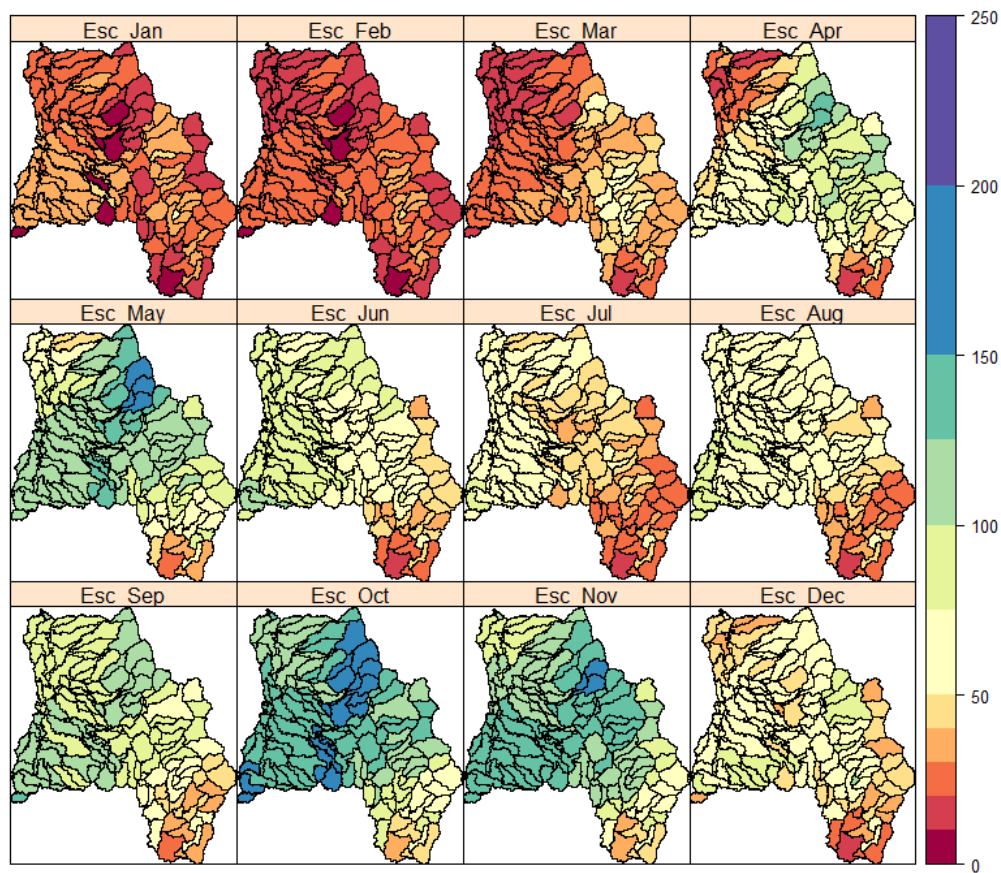 Esc_Jan Esc_Feb Esc_Mar Esc_Apr
Esc_May Esc_Jun Esc_Jul Esc_Aug
Esc_Sep Esc_Oct Esc_Nov Esc_Dec
250
200
150
100
50
0